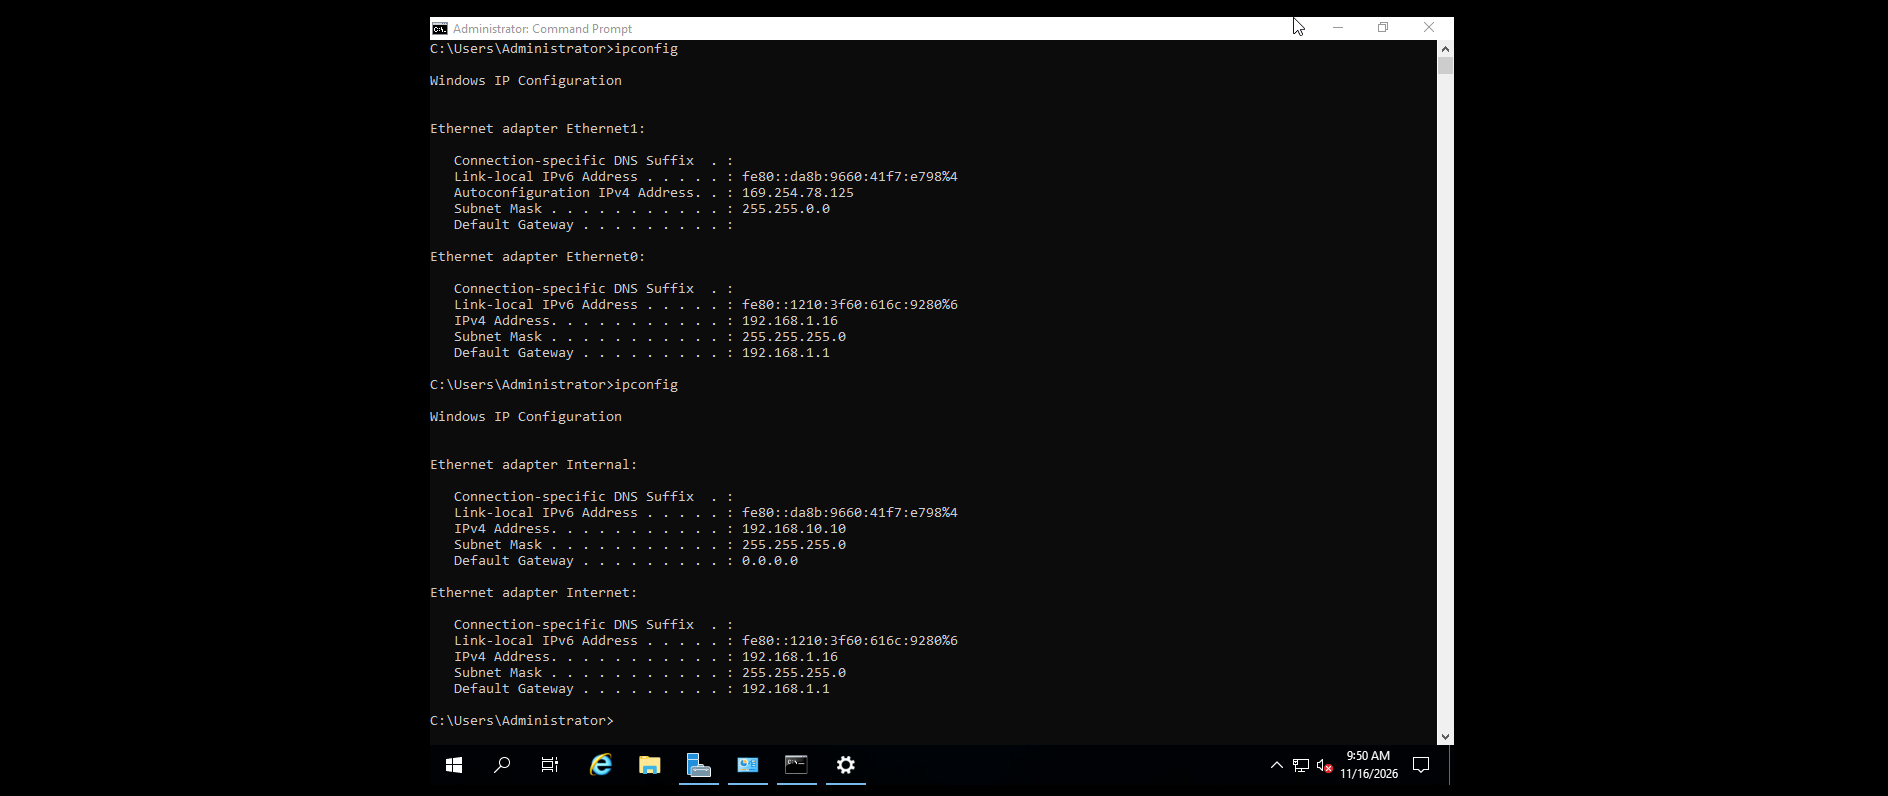 Administrator: Command Prompt
C:\Users\Administrator>ipconfig
Windows IP Configuration
Ethernet adapter Ethernet1:
Connection-specific DNS Suffix  . :
Link-local IPv6 Address . . . . . : fe80::da8b:9660:41f7:e798%4
Autoconfiguration IPv4 Address. . : 169.254.78.125
Subnet Mask . . . . . . . . . . . : 255.255.0.0
Default Gateway . . . . . . . . . :
Ethernet adapter Ethernet0:
Connection-specific DNS Suffix  . :
Link-local IPv6 Address . . . . . : fe80::1210:3f60:616c:9280%6
IPv4 Address. . . . . . . . . . . : 192.168.1.16
Subnet Mask . . . . . . . . . . . : 255.255.255.0
Default Gateway . . . . . . . . . : 192.168.1.1
C:\Users\Administrator>ipconfig
Windows IP Configuration
Ethernet adapter Internal:
Connection-specific DNS Suffix  . :
Link-local IPv6 Address . . . . . : fe80::da8b:9660:41f7:e798%4
IPv4 Address. . . . . . . . . . . : 192.168.10.10
Subnet Mask . . . . . . . . . . . : 255.255.255.0
Default Gateway . . . . . . . . . : 0.0.0.0
Ethernet adapter Internet:
Connection-specific DNS Suffix  . :
Link-local IPv6 Address . . . . . : fe80::1210:3f60:616c:9280%6
IPv4 Address. . . . . . . . . . . : 192.168.1.16
Subnet Mask . . . . . . . . . . . : 255.255.255.0
Default Gateway . . . . . . . . . : 192.168.1.1
C:\Users\Administrator>
9:50 AM
11/16/2026